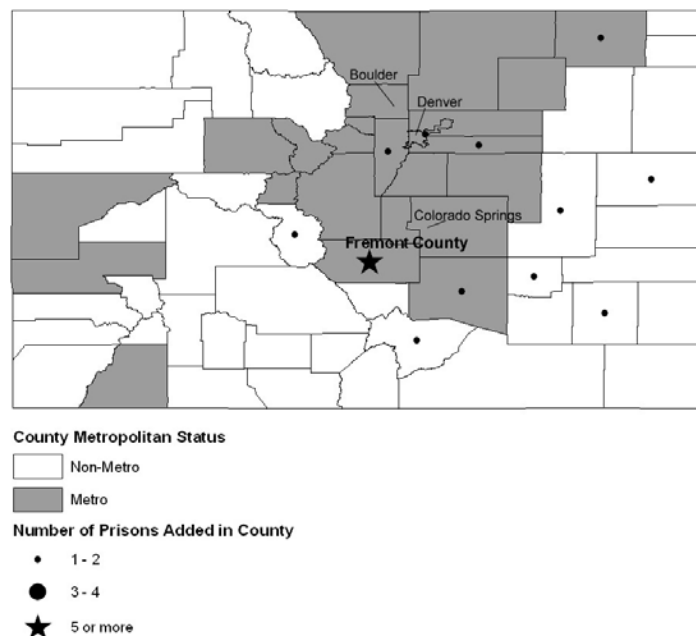 Boulder
Denver
Colorado Springs
Fremont County
County Metropolitan Status
Non-Metro
Metro
Number of Prisons Added in County
1 - 2
3 - 4
5 or more